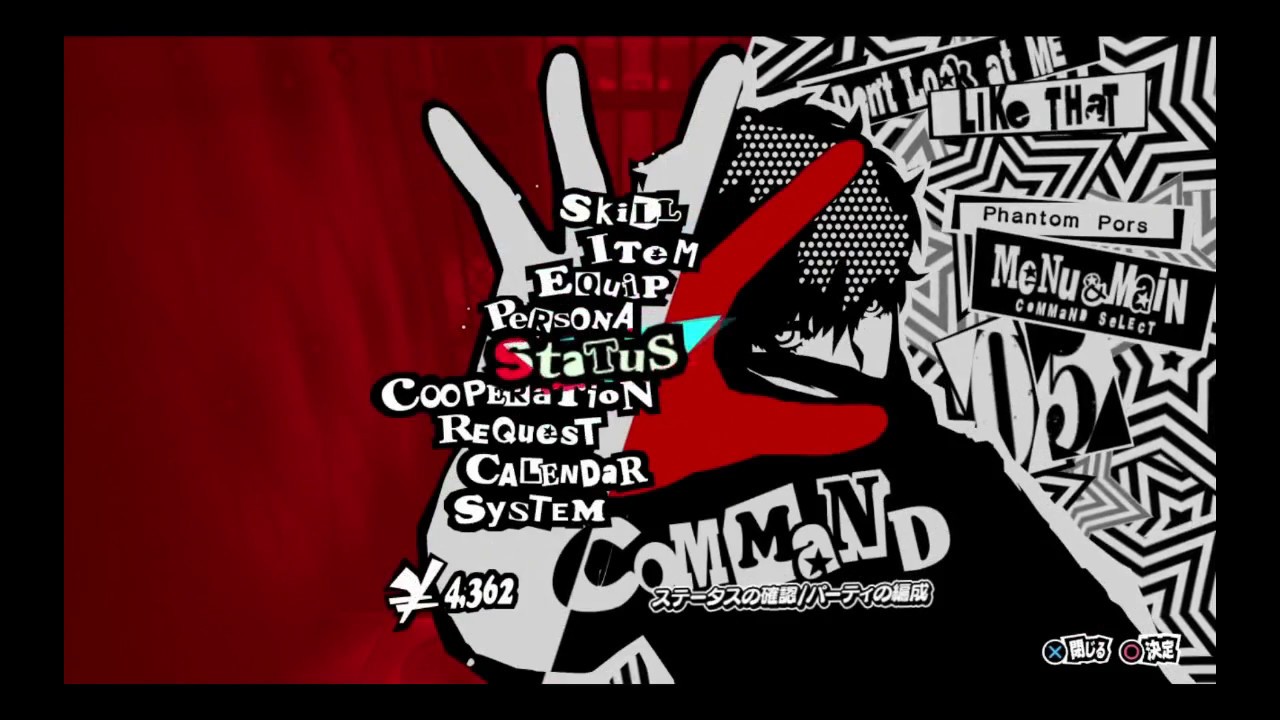 Dont Look at ME
LIKe THaT
Phantom Pors
MeNu&MaiN
CoMMaND SeLEcT
'05
SkiLL
ITeM
EQuiP
PeRSONA
StaTuS
COOPERaTioN
REQuesT
CALENDaR
SySTEM
CoMMaND
¥4,362
ステータスの確認/パーティの編成
閉じる 決定